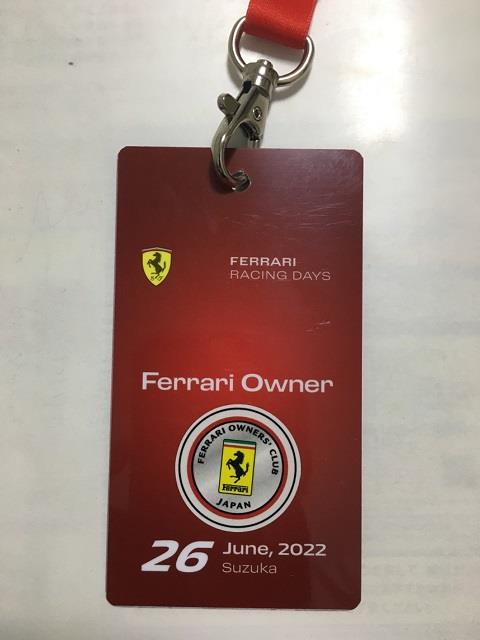 FERRARI
RACING DAYS
Ferrari Owner
FERRARI OWNERS' CLUB
Ferrari
JAPAN
26 June, 2022
Suzuka